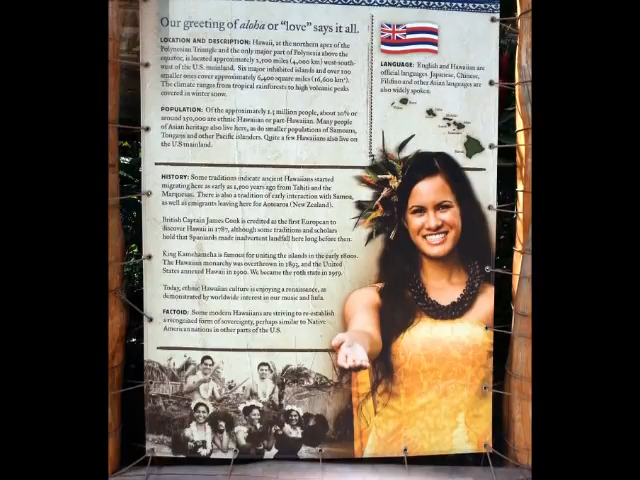 Our greeting of aloha or "love" says it all.
LOCATION AND DESCRIPTION: Hawaii, at the northern apex of the
Polynesian Triangle and the only major part of Polynesia above the
equator, is located approximately 2,500 miles (4,000 km) west-south-
west of the U.S. mainland. Six major inhabited islands and over 100
smaller ones cover approximately 6,400 square miles (16,600 km²).
The climate ranges from tropical rainforests to high volcanic peaks
covered in winter snow.
POPULATION: Of the approximately 1.3 million people, about 20% or
around 250,000 are ethnic Hawaiian or part-Hawaiian. Many people
of Asian heritage also live here, as do smaller populations of Samoans,
Tongans and other Pacific islanders. Quite a few Hawaiians also live on
the U.S mainland.
LANGUAGE: English and Hawaiian are
official languages. Japanese, Chinese,
Filipino and other Asian languages are
also widely spoken.
HISTORY: Some traditions indicate ancient Hawaiians started
migrating here as early as 2,000 years ago from Tahiti and the
Marquesas. There is also a tradition of early interaction with Samoa,
as well as emigrants leaving here for Aotearoa (New Zealand).
British Captain James Cook is credited as the first European to
discover Hawaii in 1787, although some traditions and scholars
hold that Spaniards made inadvertent landfall here long before then.
King Kamehameha is famous for uniting the islands in the early 1800s.
The Hawaiian monarchy was overthrown in 1893, and the United
States annexed Hawaii in 1900. We became the 50th state in 1959.
Today, ethnic Hawaiian culture is enjoying a renaissance, as
demonstrated by worldwide interest in our music and hula.
FACTOID: Some modern Hawaiians are striving to re-establish
a recognized form of sovereignty, perhaps similar to Native
American nations in other parts of the U.S.